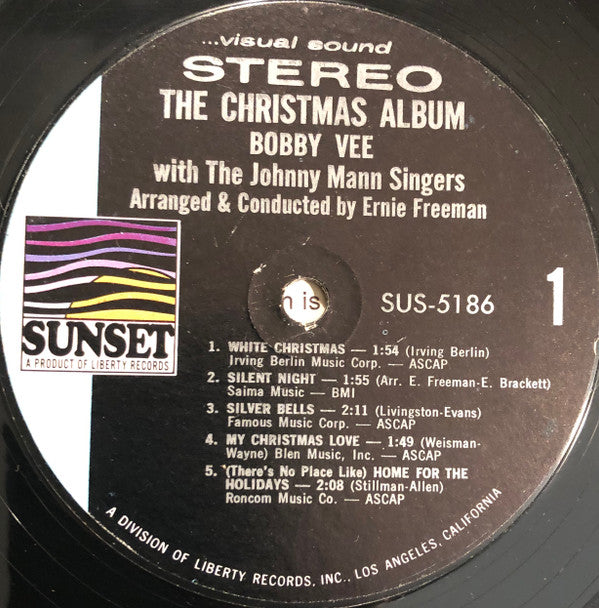 ...visual sound
STEREO
THE CHRISTMAS ALBUM
BOBBY VEE
with The Johnny Mann Singers
Arranged & Conducted by Ernie Freeman
SUNSET
A PRODUCT OF LIBERTY RECORDS
is
SUS-5186
1
1. WHITE CHRISTMAS — 1:54 (Irving Berlin)
Irving Berlin Music Corp. — ASCAP
2. SILENT NIGHT — 1:55 (Arr. E. Freeman-E. Brackett)
Saima Music — BMI
3. SILVER BELLS — 2:11 (Livingston-Evans)
Famous Music Corp. — ASCAP
4. MY CHRISTMAS LOVE — 1:49 (Weisman-
Wayne) Blen Music, Inc. — ASCAP
5. (There's No Place Like) HOME FOR THE
HOLIDAYS — 2:08 (Stillman-Allen)
Roncom Music Co. — ASCAP
A DIVISION OF LIBERTY RECORDS, INC., LOS ANGELES, CALIFORNIA